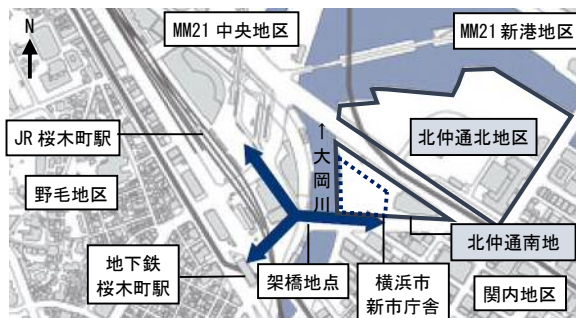 MM21 中央地区
MM21 新港地区
N
北仲通北地区
JR 桜木町駅
↑大岡川
野毛地区
地下鉄
桜木町駅
架橋地点
横浜市
新市庁舎
北仲通南地
関内地区